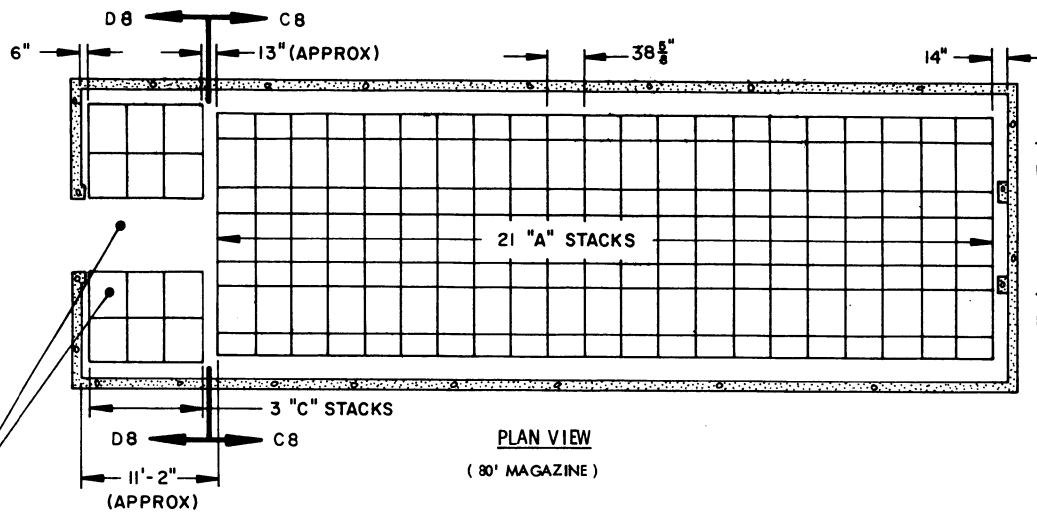 D8 C8
6" 13" (APPROX) 38 5/8" 14"
21 "A" STACKS
3 "C" STACKS
D8 C8
PLAN VIEW
(80' MAGAZINE)
11'-2"
(APPROX)